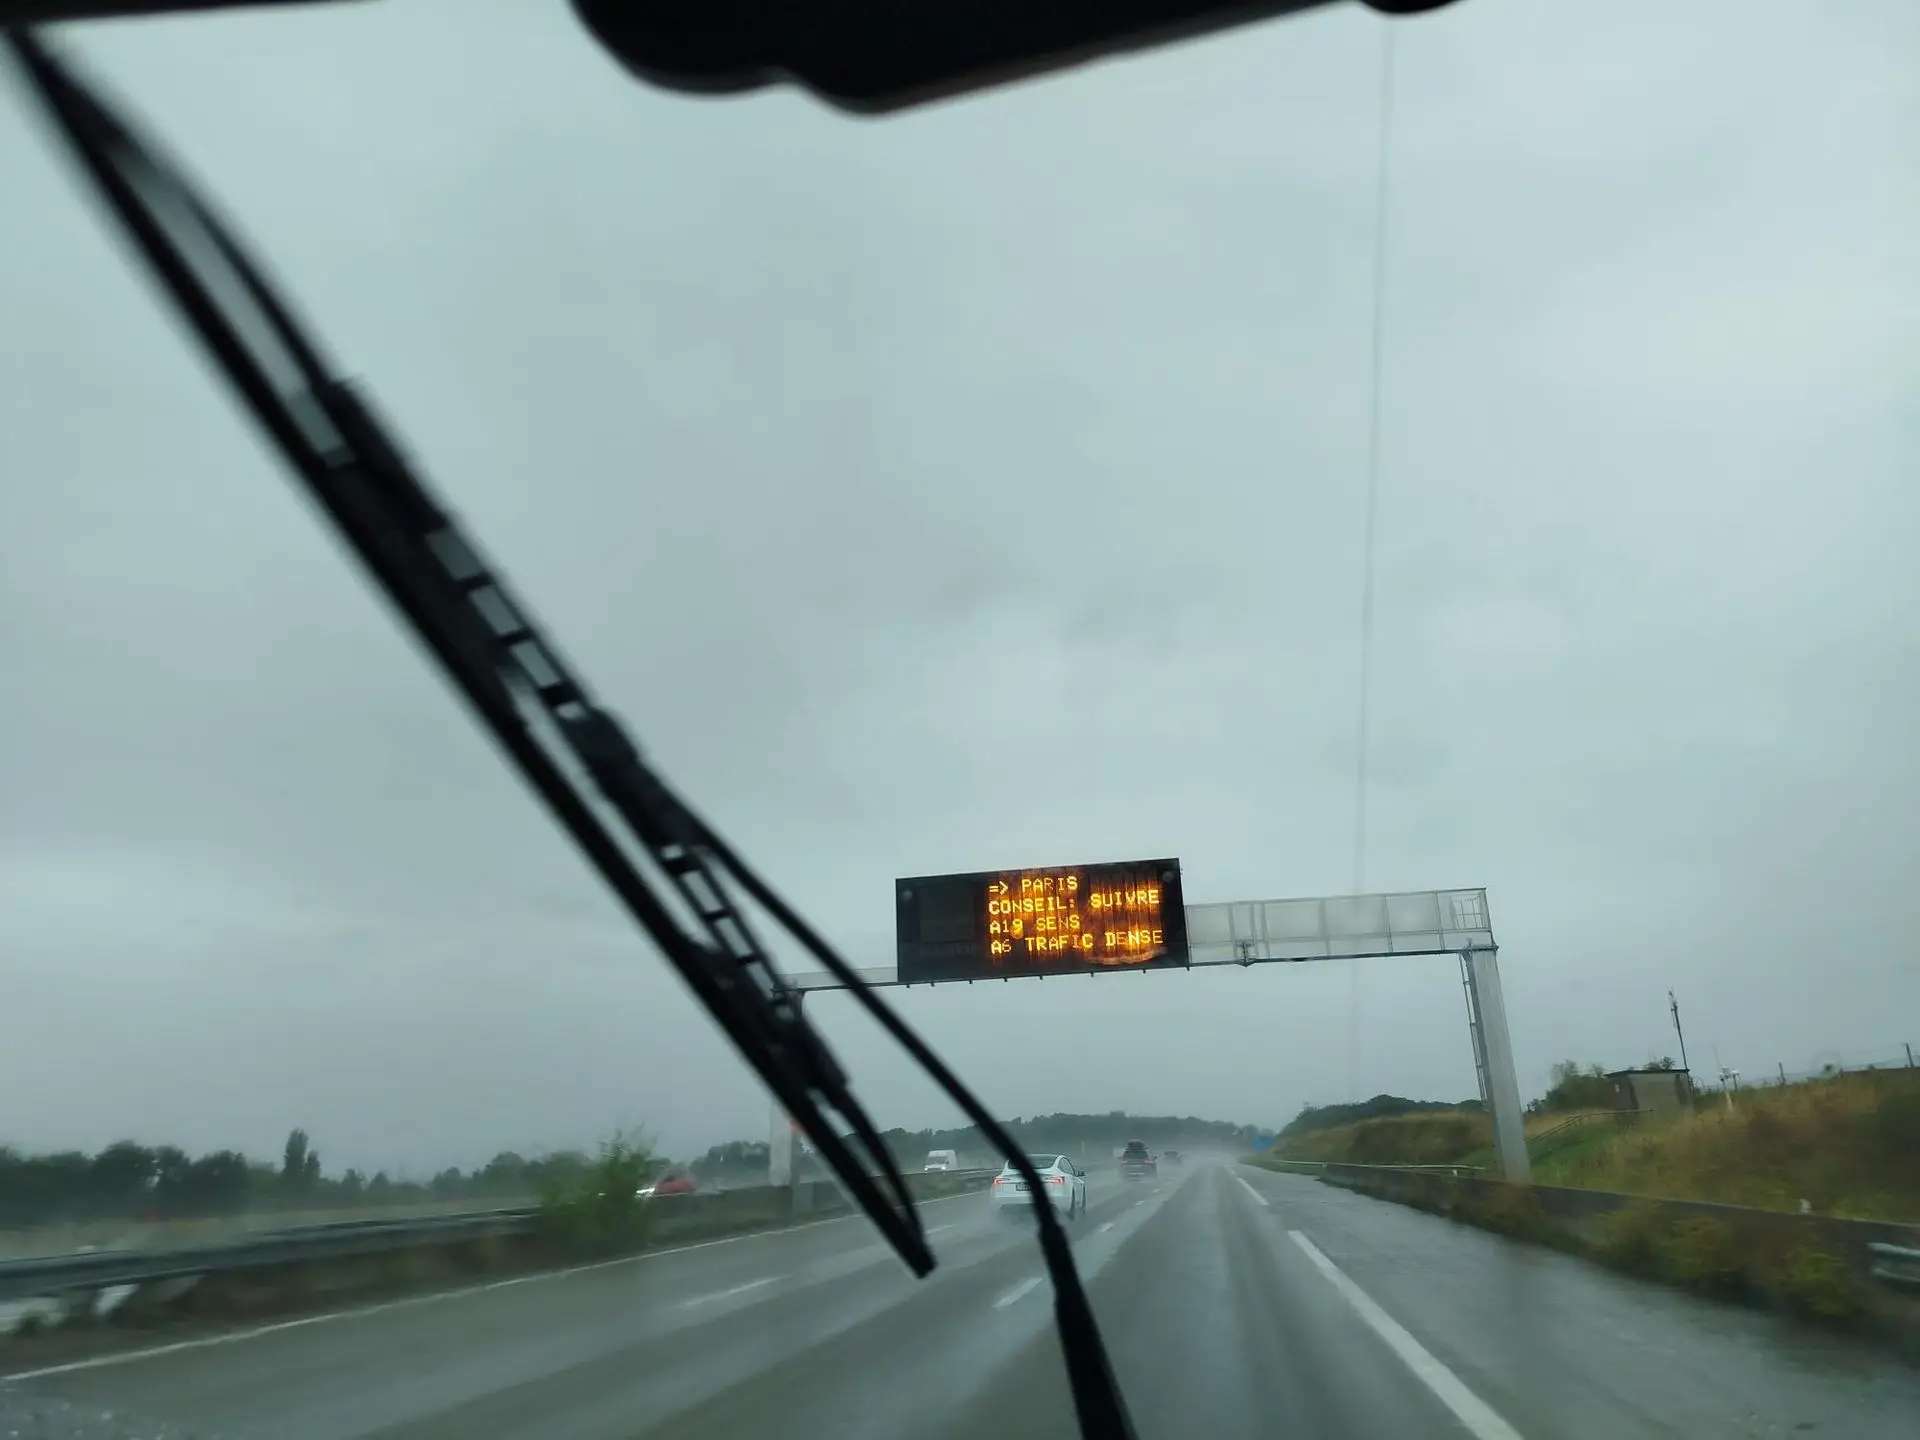 => PARIS
CONSEIL: SUIVRE
A19 SENS
A6 TRAFIC DENSE